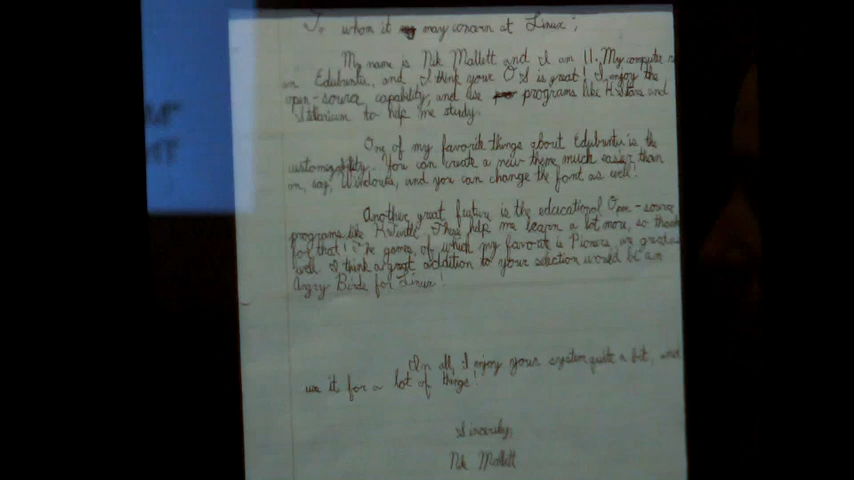 To whom it may concern at Linux;
My name is Nik Mallett and I am 11. My computer
on Edubuntu, and I think your OS is great! I enjoy the
open-source capability, and use programs like KStars and
Stellarium to help me study.
One of my favorite things about Edubuntu is the
customizability. You can create a new theme much easier than
on, say, Windows, and you can change the font as well!
Another great feature is the educational Open-source
programs like These help me learn a lot more, so
for that! The games, of which my favorit is are
well. I think a great addition to your selection would be an
Angry Birds for Linux!
In all, I enjoy your system quite a bit, and
use it for a lot of things!
Sincerely,
Nik Mallett